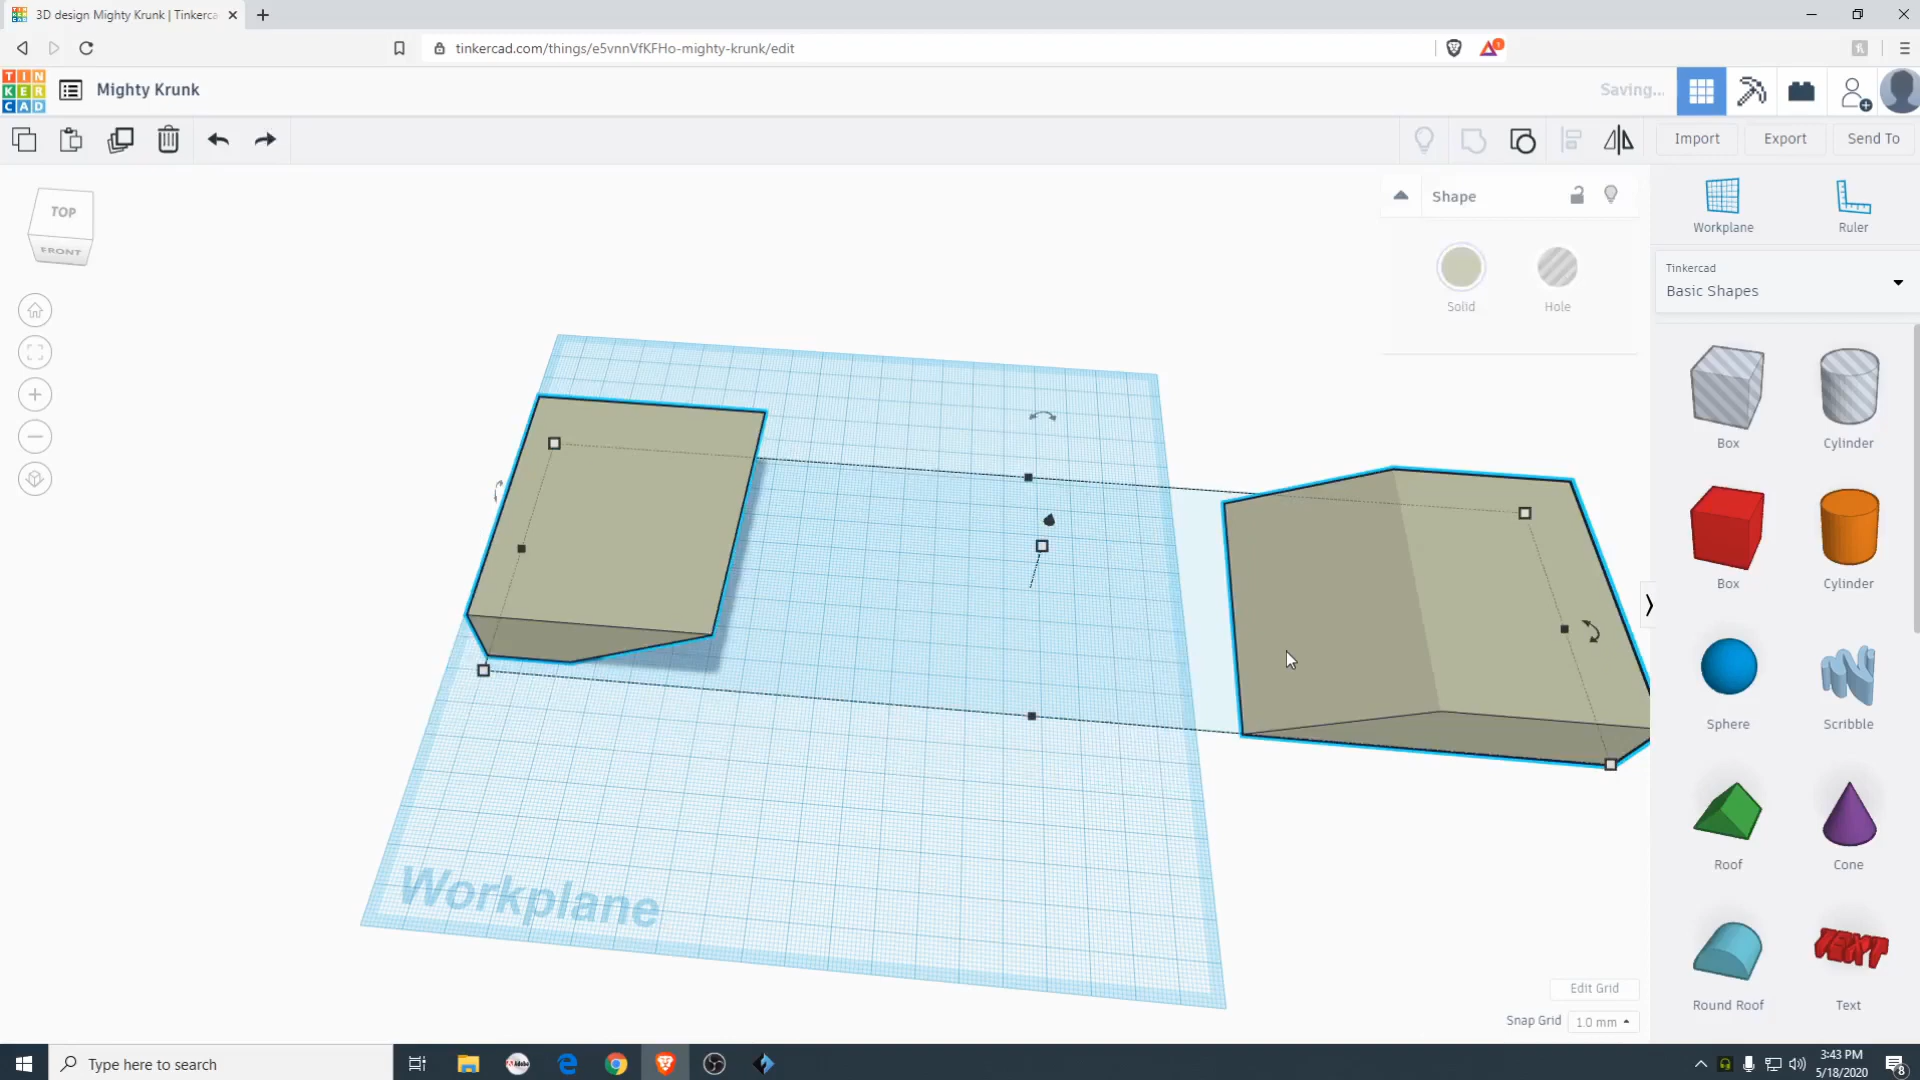 3D design Mighty Krunk | Tinkerca
tinkercad.com/things/e5vnnVfKFHo-mighty-krunk/edit
TIN
KER
CAD
Mighty Krunk
Saving...
Import
Export
Send To
TOP
FRONT
Shape
Solid
Hole
Workplane
Ruler
Tinkercad
Basic Shapes
Box
Cylinder
Box
Cylinder
Sphere
Scribble
Roof
Cone
TEXT
Round Roof
Text
Workplane
Edit Grid
Snap Grid
1.0 mm
Type here to search
Adobe
3:43 PM
5/18/2020
8